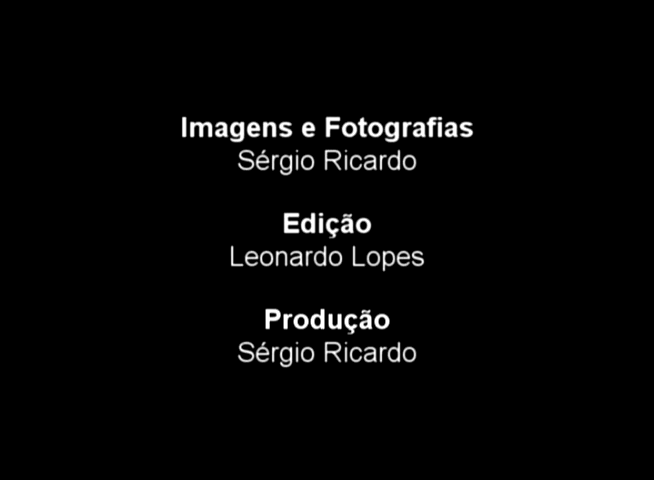 Imagens e Fotografias
Sérgio Ricardo
Edição
Leonardo Lopes
Produção
Sérgio Ricardo